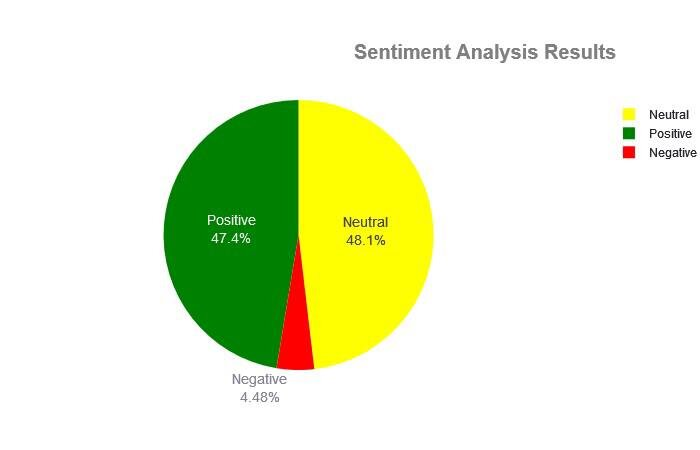 Sentiment Analysis Results
Neutral
Positive
Negative
Positive
47.4%
Neutral
48.1%
Negative
4.48%